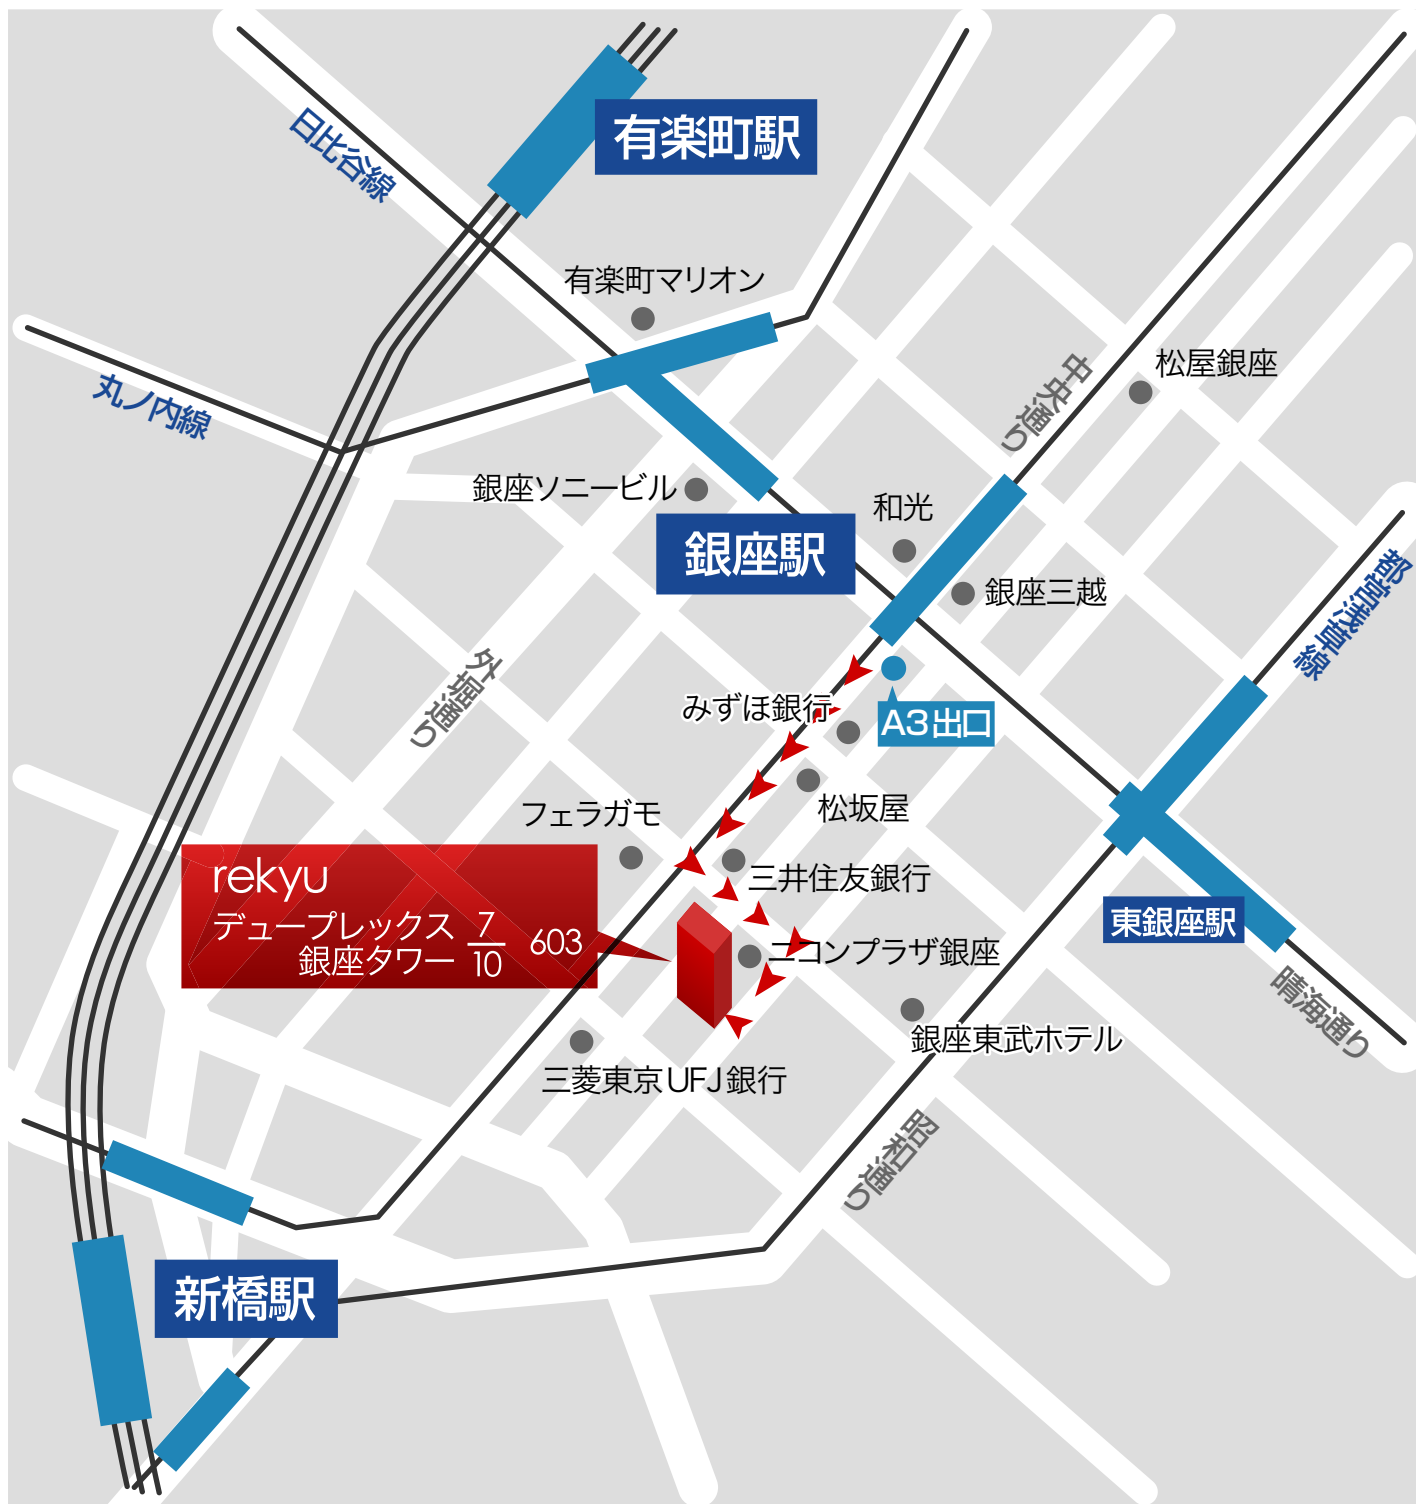 有楽町駅
日比谷線
有楽町マリオン
丸ノ内線
中央通り
松屋銀座
銀座ソニービル
和光
銀座駅
銀座三越
都営浅草線
外堀通り
みずほ銀行
A3出口
松坂屋
フェラガモ
三井住友銀行
rekyu
デュープレックス
銀座タワー
7
10
603
東銀座駅
ニコンプラザ銀座
晴海通り
銀座東武ホテル
三菱東京UFJ銀行
昭和通り
新橋駅